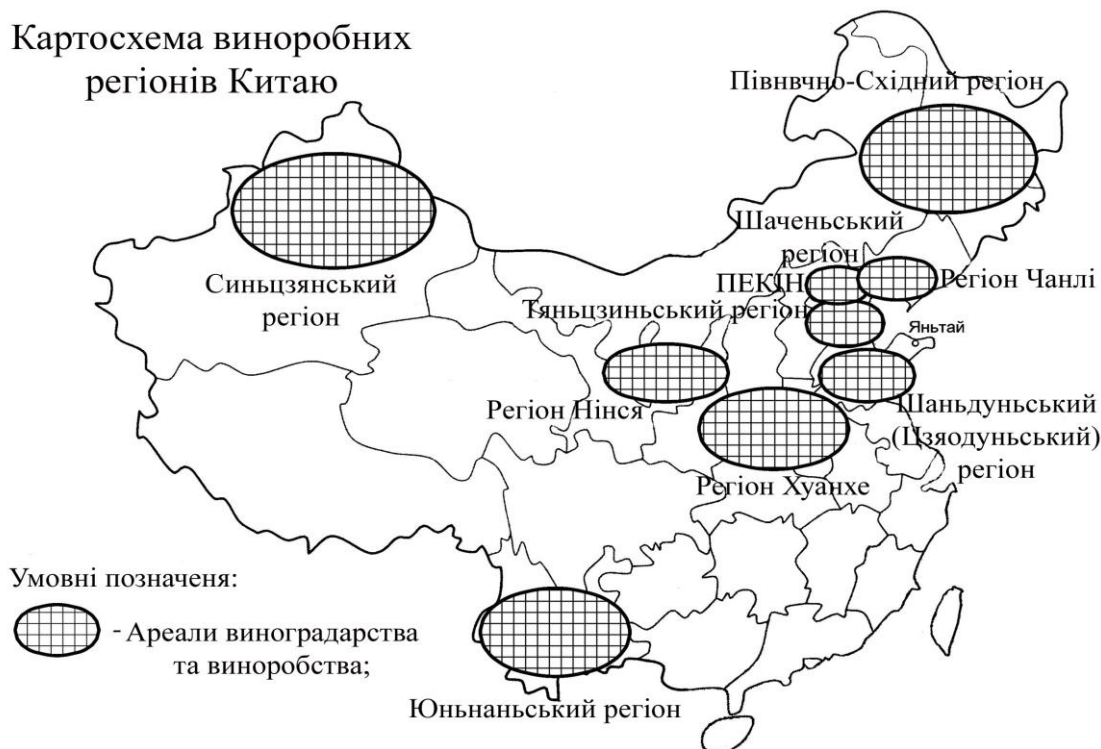 Картосхема виноробних
регіонів Китаю
Півнвчно-Східний регіон
Шаченьський
регіон
ПЕКІН
Регіон Чанлі
Синьцзянський
регіон
Тяньцзиньський регіон
Яньтай
Регіон Нінся
Шаньдуньський
(Цзяодуньський)
регіон
Регіон Хуанхе
Умовні позначеня:
- Ареали виноградарства
та виноробства;
Юньнаньський регіон